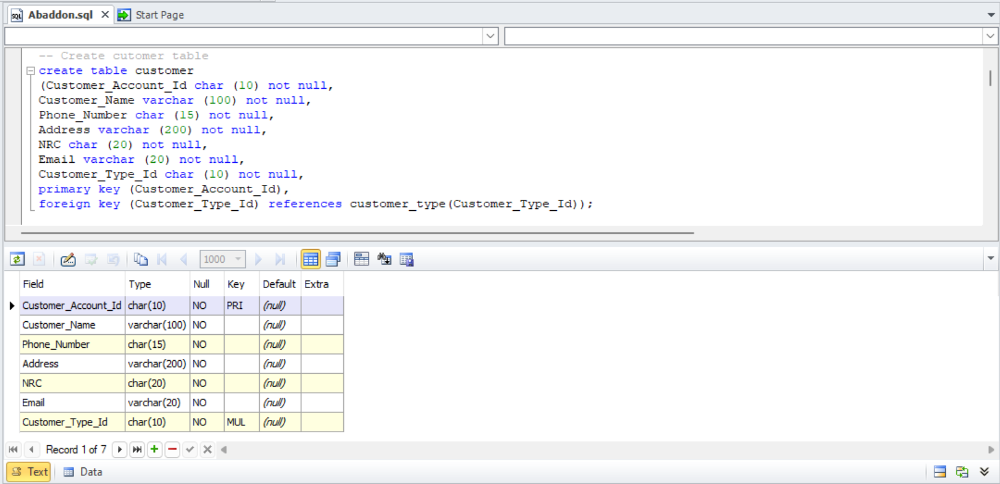 Abaddon.sql Start Page
-- Create cutomer table
create table customer
(Customer_Account_Id char (10) not null,
Customer_Name varchar (100) not null,
Phone_Number char (15) not null,
Address varchar (200) not null,
NRC char (20) not null,
Email varchar (20) not null,
Customer_Type_Id char (10) not null,
primary key (Customer_Account_Id),
foreign key (Customer_Type_Id) references customer_type(Customer_Type_Id));
1000
Field Type Null Key Default Extra
Customer_Account_Id char(10) NO PRI (null)
Customer_Name varchar(100) NO (null)
Phone_Number char(15) NO (null)
Address varchar(200) NO (null)
NRC char(20) NO (null)
Email varchar(20) NO (null)
Customer_Type_Id char(10) NO MUL (null)
Record 1 of 7
Text Data